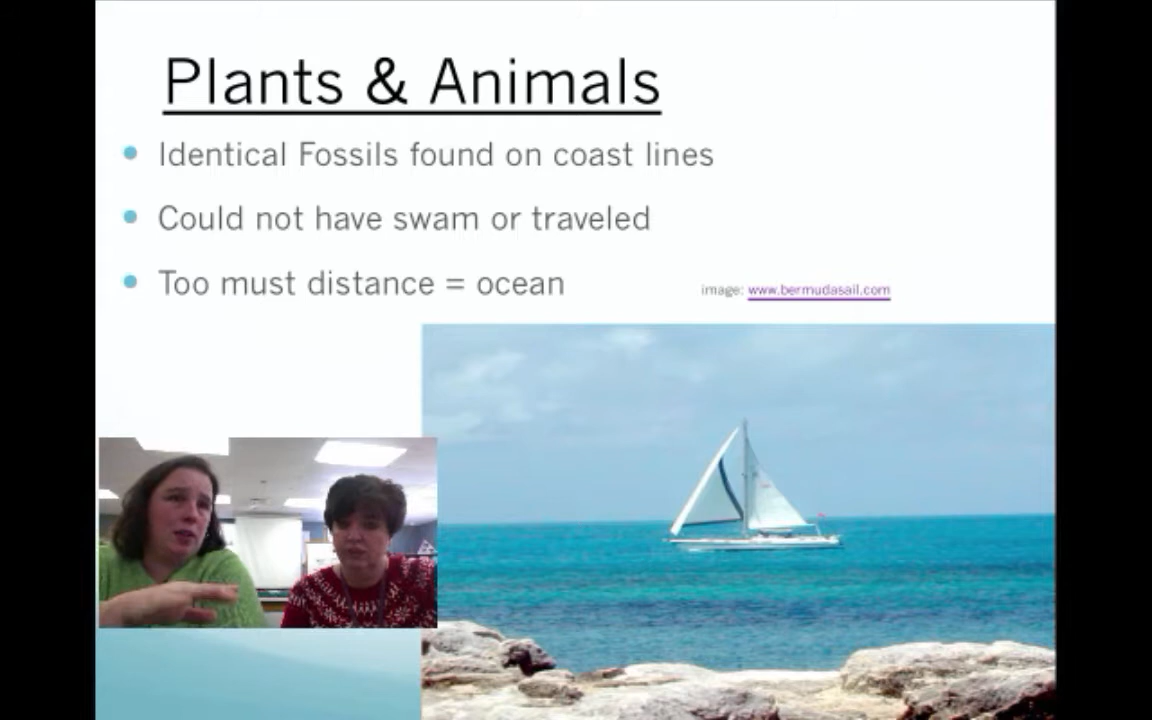 Plants & Animals
Identical Fossils found on coast lines
Could not have swam or traveled
Too must distance = ocean
image: www.bermudasail.com